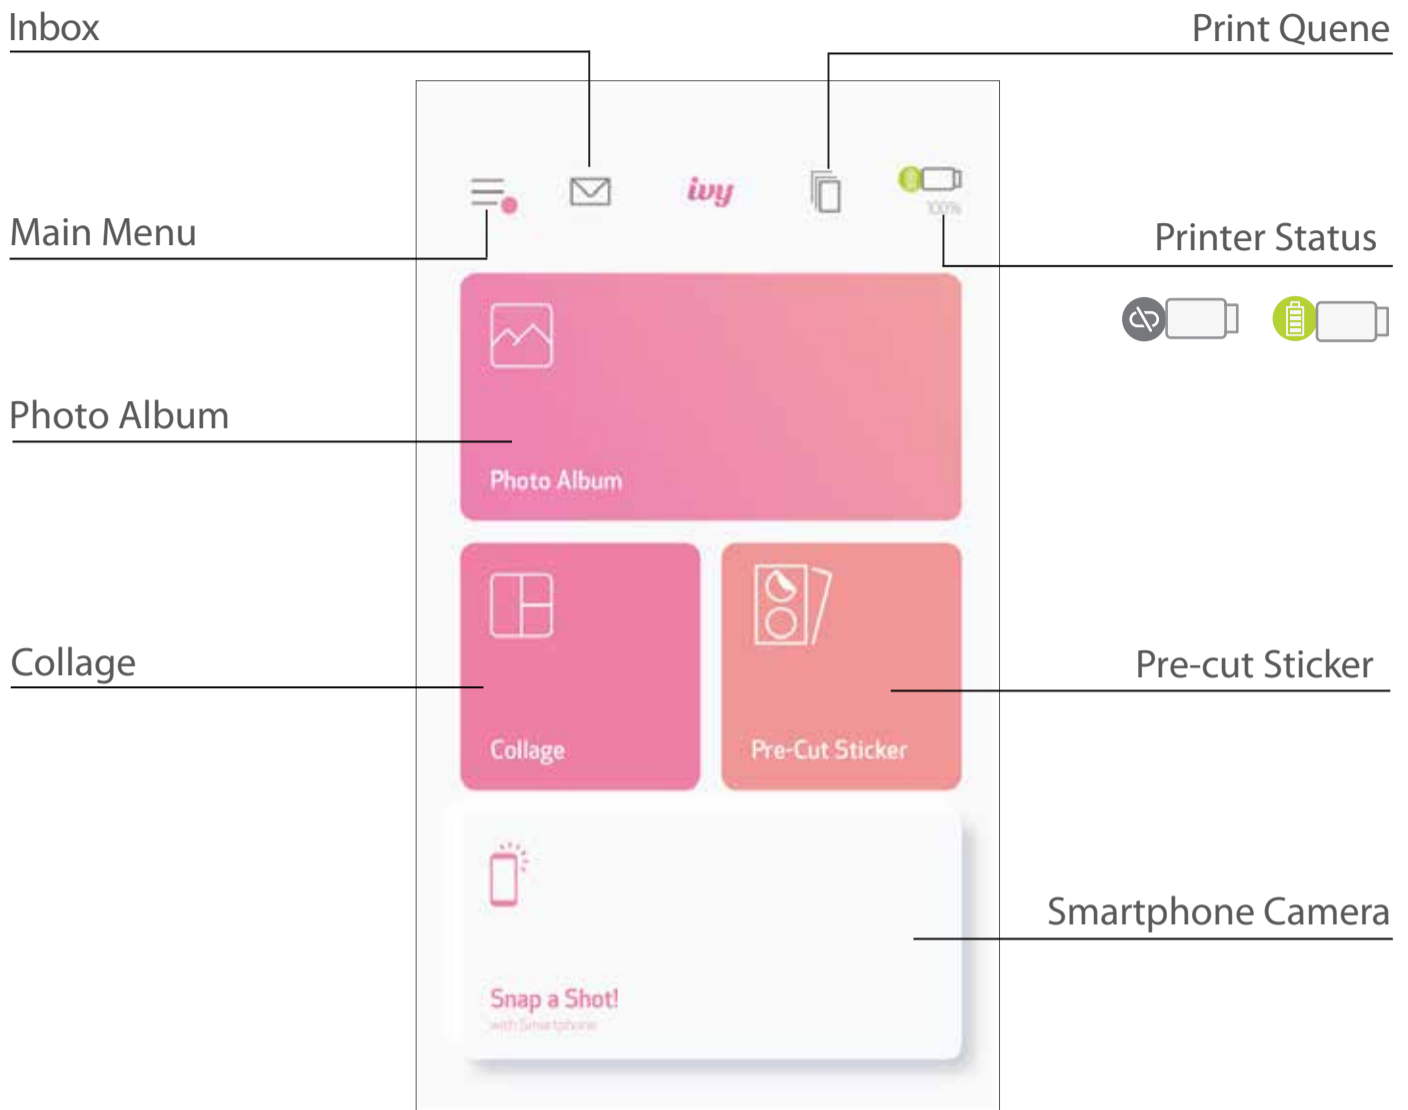 Inbox
Print Quene
ivy
100%
Main Menu
Printer Status
Photo Album
Photo Album
Collage
Pre-cut Sticker
Collage
Pre-Cut Sticker
Smartphone Camera
Snap a Shot!
with Smartphone